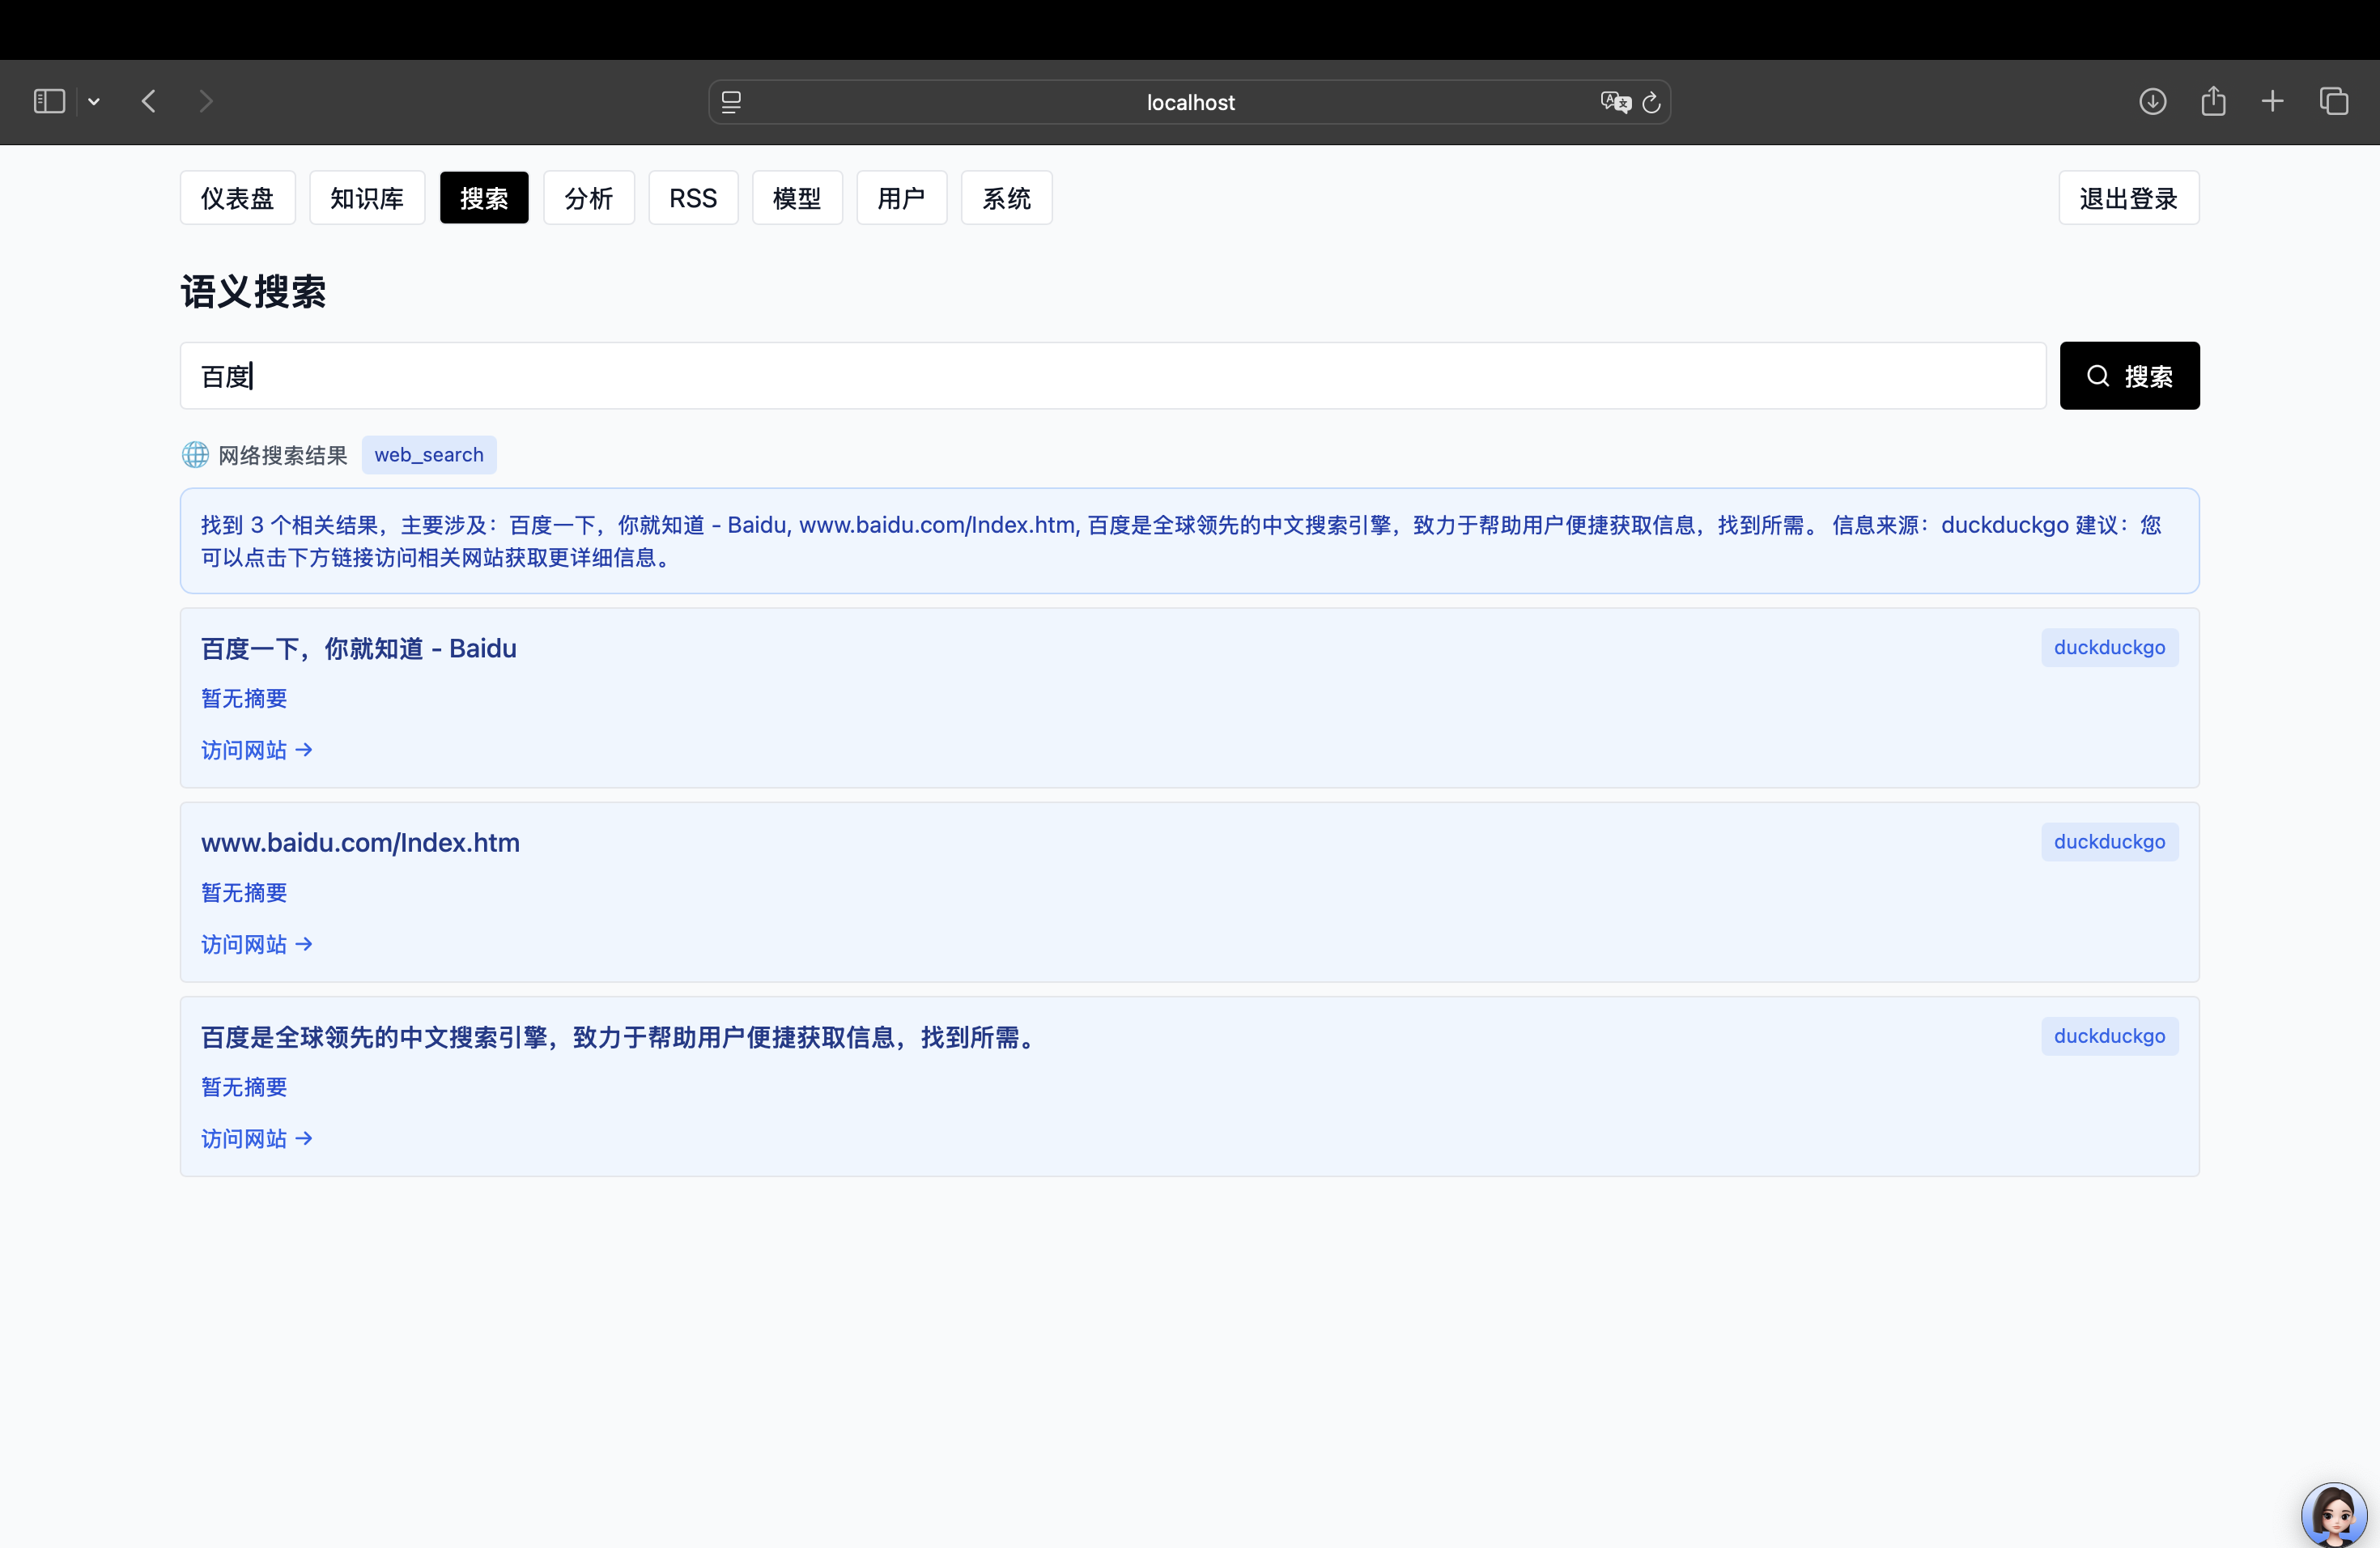 localhost
仪表盘 知识库 搜索 分析 RSS 模型 用户 系统 退出登录
语义搜索
百度 搜索
网络搜索结果 web_search
找到 3 个相关结果，主要涉及：百度一下，你就知道 - Baidu, www.baidu.com/Index.htm, 百度是全球领先的中文搜索引擎，致力于帮助用户便捷获取信息，找到所需。 信息来源：duckduckgo 建议：您
可以点击下方链接访问相关网站获取更详细信息。
百度一下，你就知道 - Baidu duckduckgo
暂无摘要
访问网站 →
www.baidu.com/Index.htm duckduckgo
暂无摘要
访问网站 →
百度是全球领先的中文搜索引擎，致力于帮助用户便捷获取信息，找到所需。 duckduckgo
暂无摘要
访问网站 →